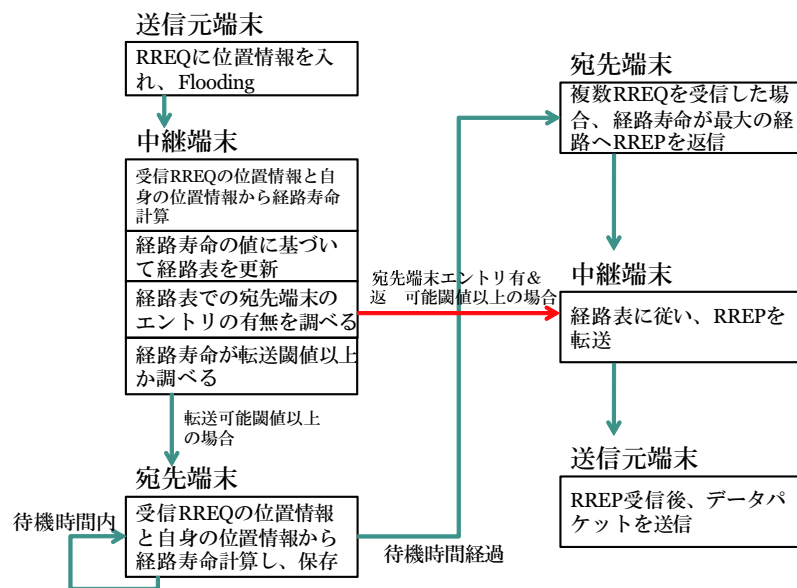 送信元端末
RREQに位置情報を入
れ、Flooding
中継端末
受信RREQの位置情報と自
身の位置情報から経路寿命
計算
経路寿命の値に基づい
て経路表を更新
経路表での宛先端末の
エントリの有無を調べる
経路寿命が転送閾値以上
か調べる
転送可能閾値以上
の場合
宛先端末
待機時間内
受信RREQの位置情報
と自身の位置情報から
経路寿命計算し、保存
待機時間経過
宛先端末エントリ有&
返 可能閾値以上の場合
宛先端末
複数RREQを受信した場
合、経路寿命が最大の経
路へRREPを返信
中継端末
経路表に従い、RREPを
転送
送信元端末
RREP受信後、データパ
ケットを送信